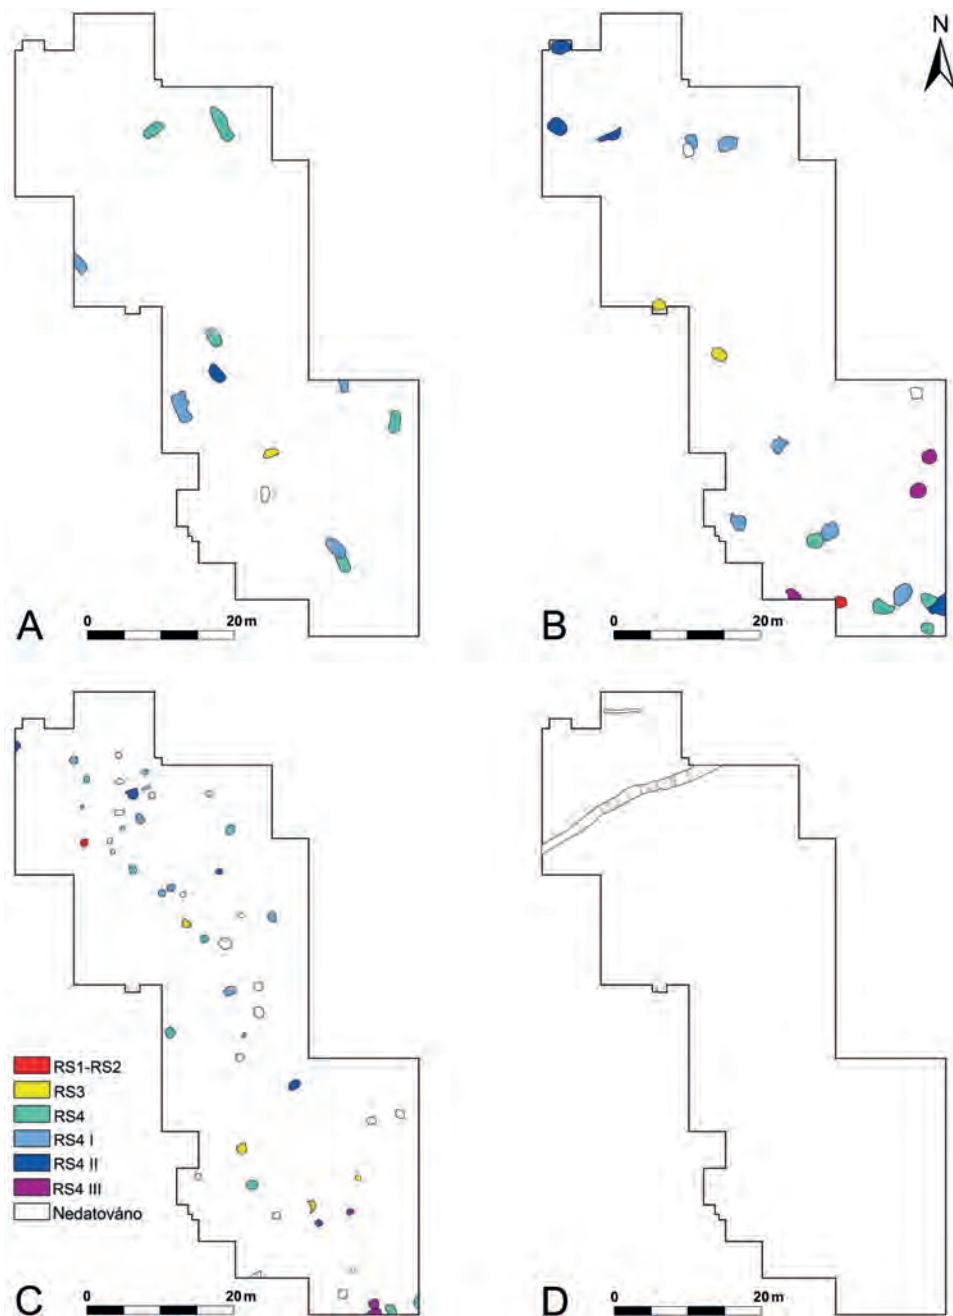 N
0 20 m
A
0 20 m
B
RS1-RS2
RS3
RS4
RS4 I
RS4 II
RS4 III
Nedatováno
0 20 m
C
0 20 m
D